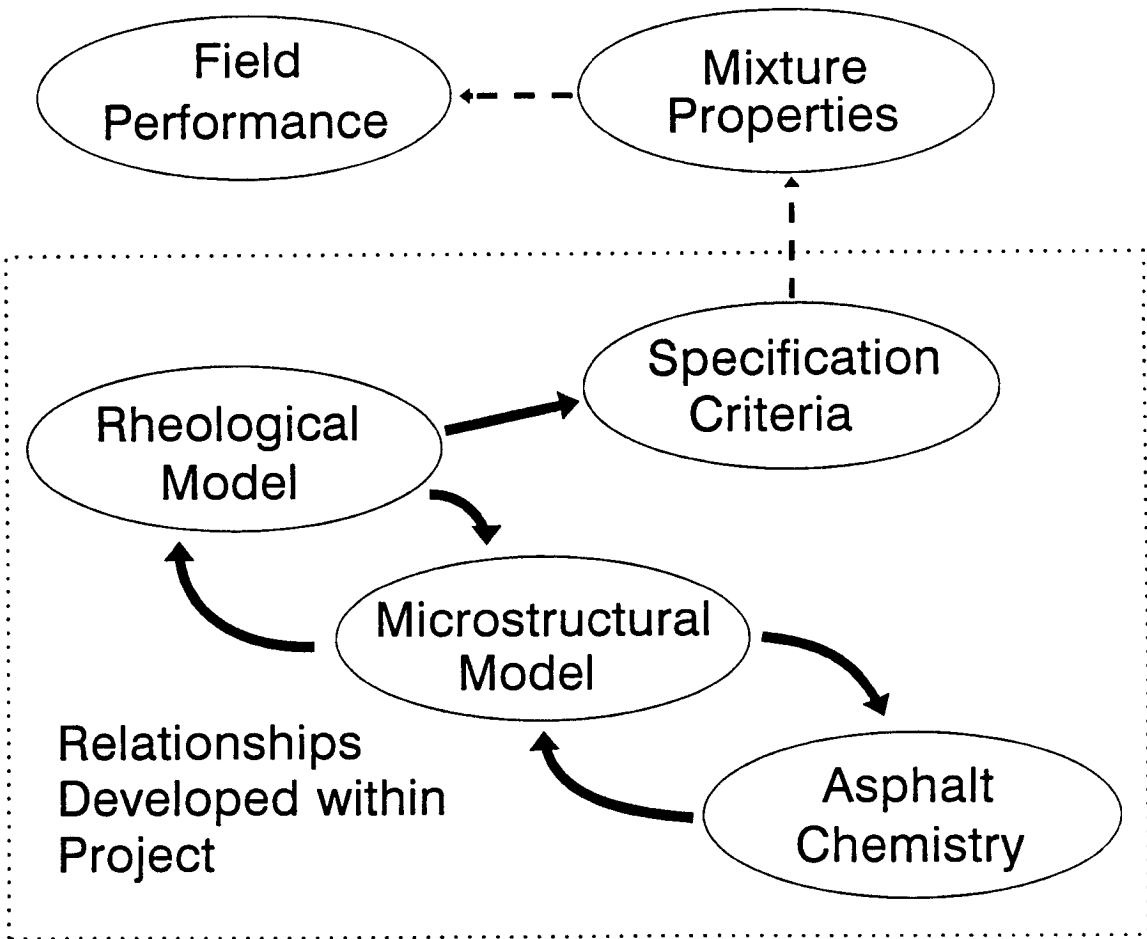 Field
Performance
Mixture
Properties
Specification
Criteria
Rheological
Model
Microstructural
Model
Relationships
Developed within
Project
Asphalt
Chemistry